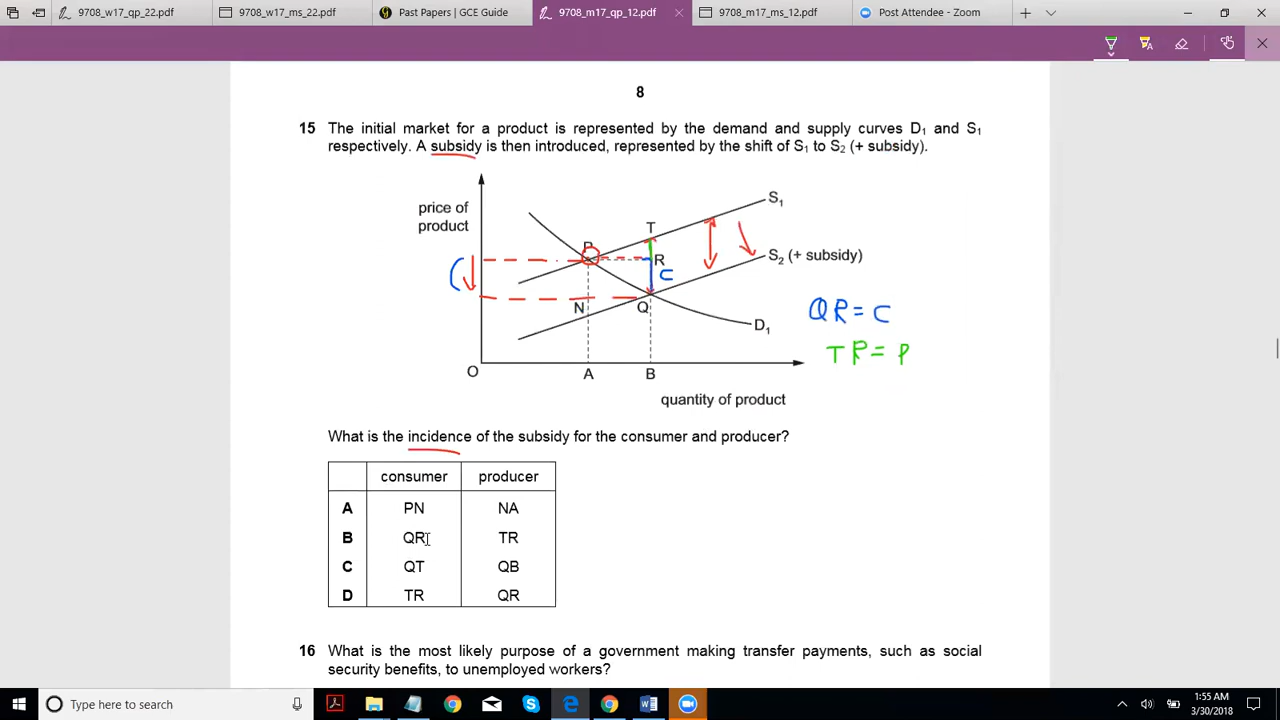 9708_w17_qp_22.pdf
9708_w17_ms_22.pdf
Past Papers | GCE Guide
9708_m17_qp_12.pdf
9708_m17_ms_12.pdf
Post Attendee - Zoom
8
15 The initial market for a product is represented by the demand and supply curves D1 and S1
respectively. A subsidy is then introduced, represented by the shift of S1 to S2 (+ subsidy).
price of
product
S1
T
P
R
S2 (+ subsidy)
C
N
Q
D1
O
A
B
quantity of product
QR = C
TR = P
What is the incidence of the subsidy for the consumer and producer?
consumer producer
A PN NA
B QR TR
C QT QB
D TR QR
16 What is the most likely purpose of a government making transfer payments, such as social
security benefits, to unemployed workers?
Type here to search
1:55 AM
3/30/2018